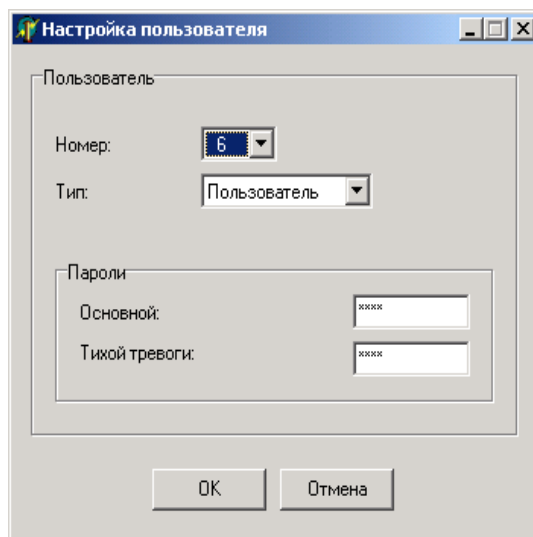 Настройка пользователя
Пользователь
Номер: 6
Тип: Пользователь
Пароли
Основной: ****
Тихой тревоги: ****
OK Отмена